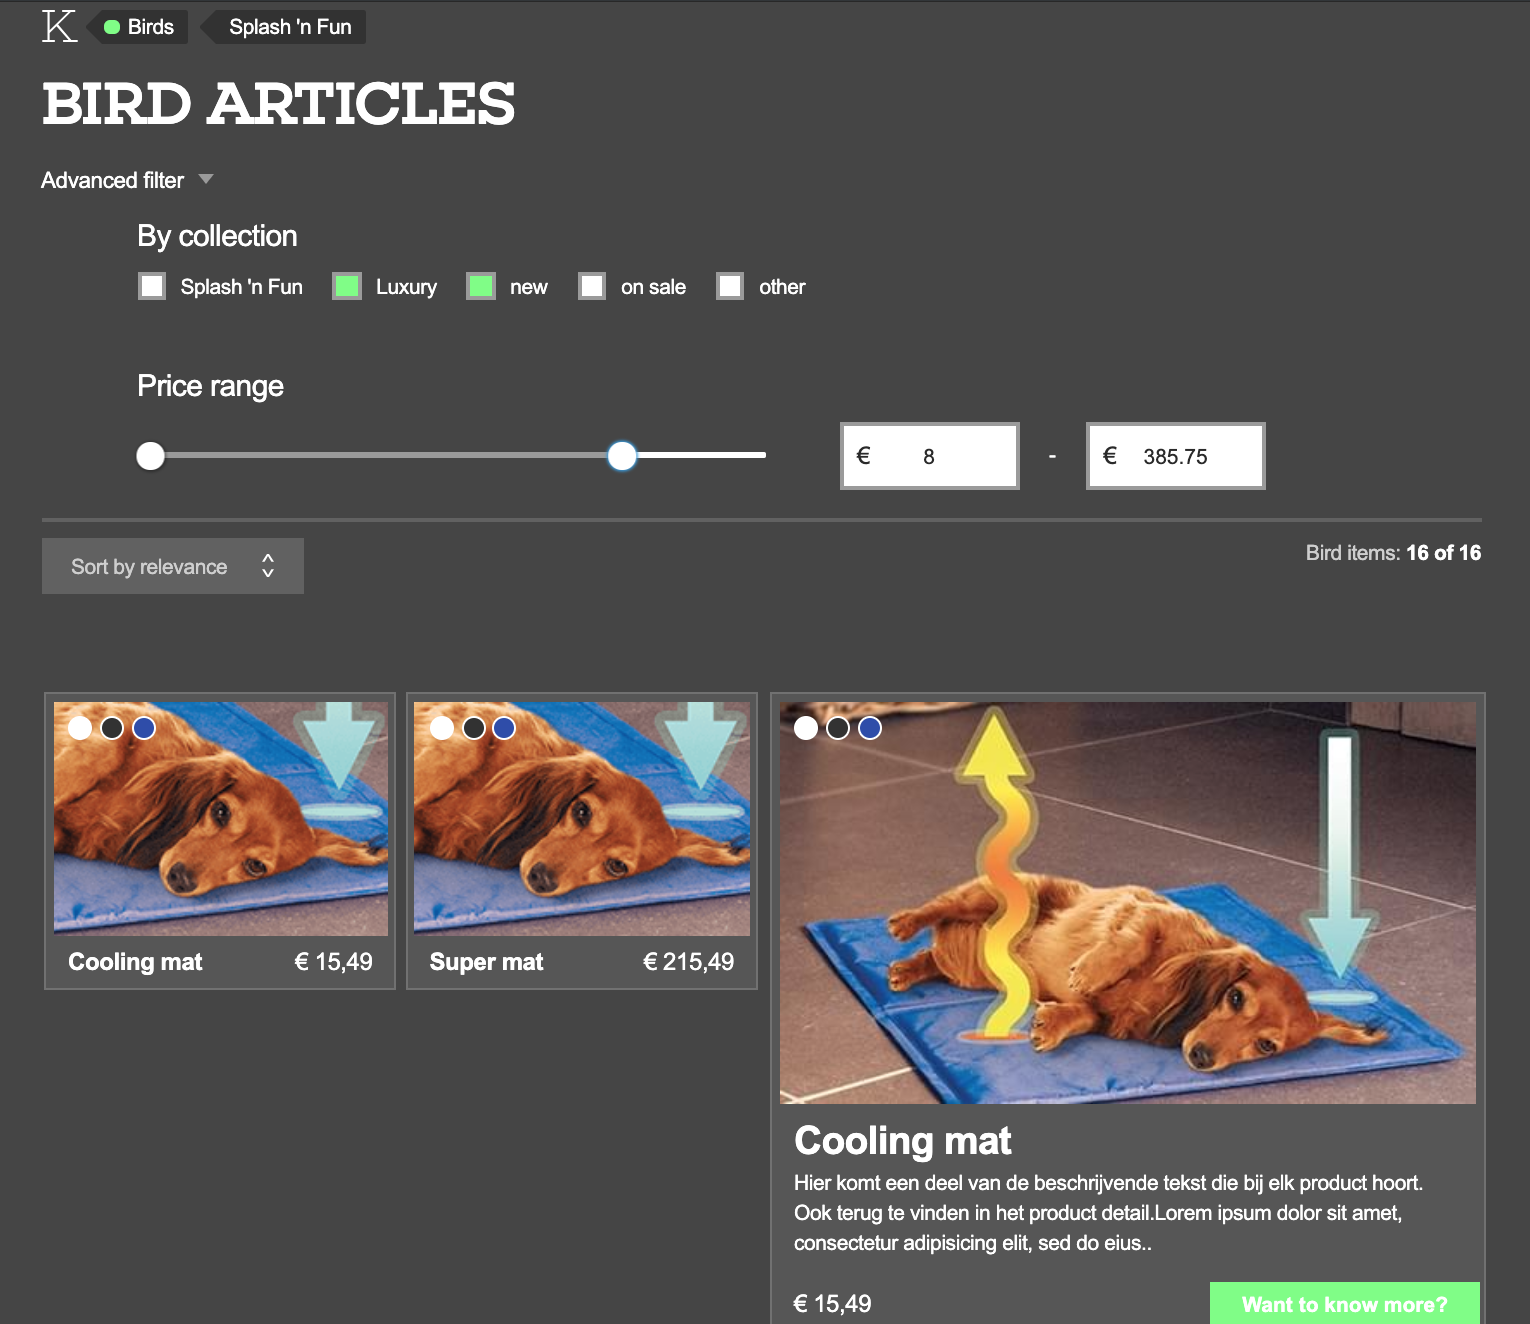 K Birds Splash 'n Fun
BIRD ARTICLES
Advanced filter
By collection
Splash 'n Fun Luxury new on sale other
Price range
€ 8 - € 385.75
Sort by relevance
Bird items: 16 of 16
Cooling mat € 15,49
Super mat € 215,49
Cooling mat
Hier komt een deel van de beschrijvende tekst die bij elk product hoort.
Ook terug te vinden in het product detail.Lorem ipsum dolor sit amet,
consectetur adipisicing elit, sed do eius..
€ 15,49
Want to know more?